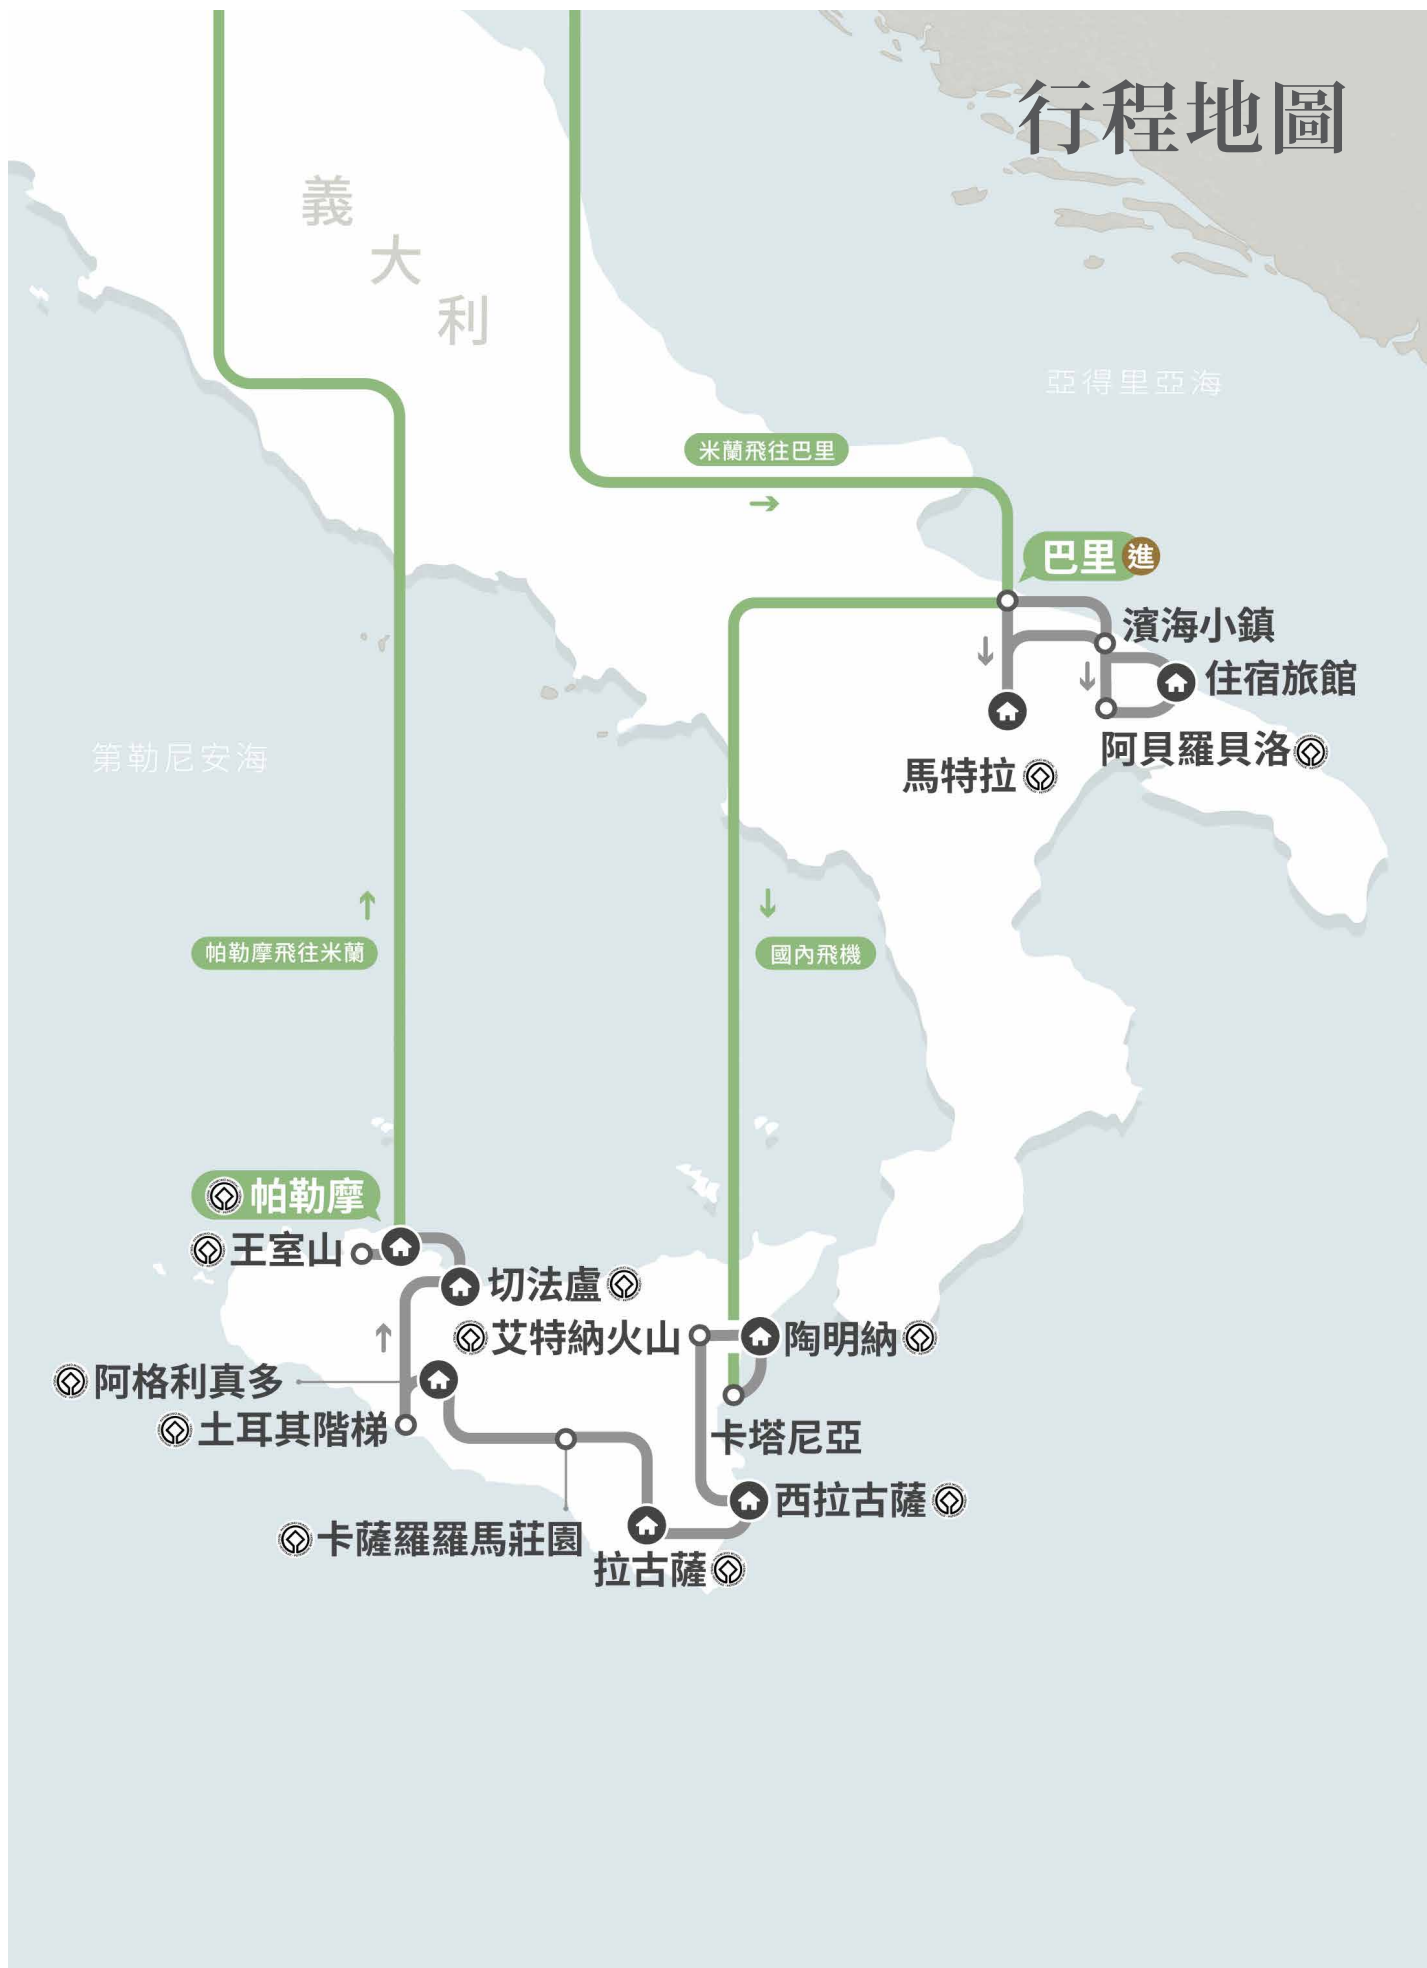 行程地圖
義
大
利
亞得里亞海
米蘭飛往巴里
巴里 進
濱海小鎮
住宿旅館
阿貝羅貝洛
馬特拉
第勒尼安海
帕勒摩飛往米蘭
國內飛機
帕勒摩
王室山
切法盧
艾特納火山
陶明納
阿格利真多
土耳其階梯
卡塔尼亞
西拉古薩
卡薩羅羅馬莊園
拉古薩